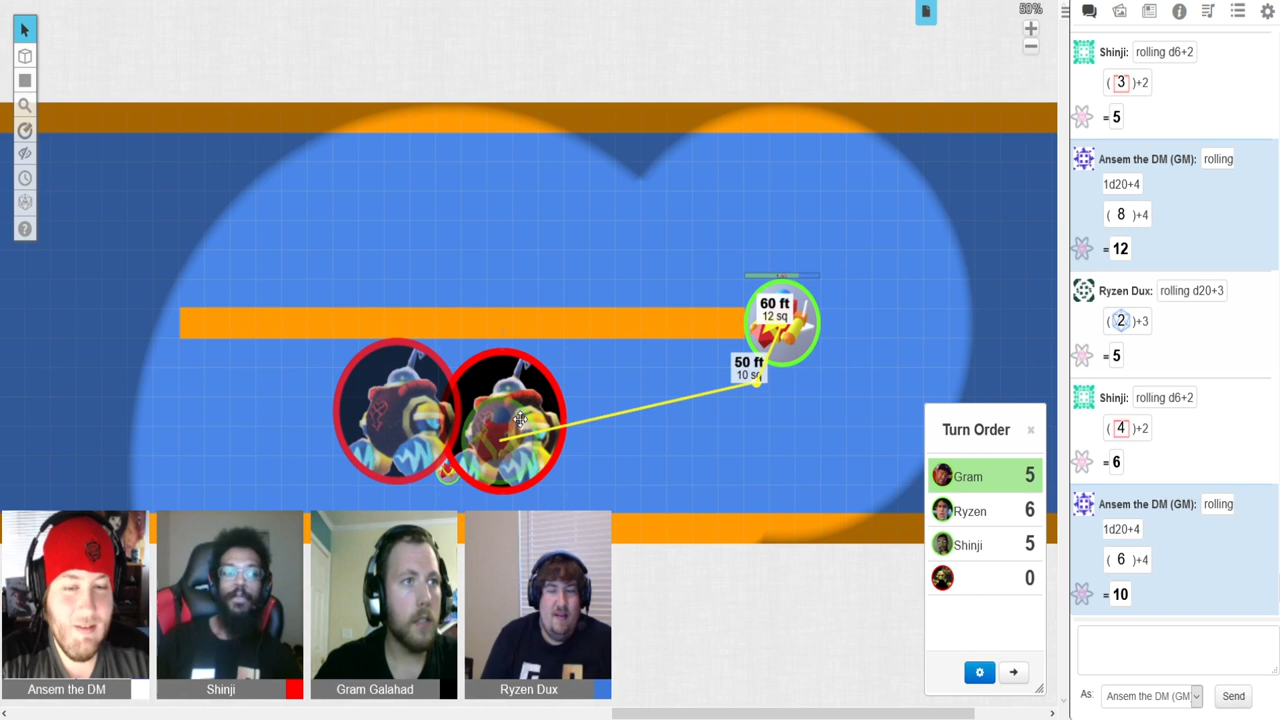 50%
Shinji: rolling d6+2
( 3 )+2
= 5
Ansem the DM (GM): rolling
1d20+4
( 8 )+4
= 12
Ryzen Dux: rolling d20+3
( 2 )+3
= 5
Shinji: rolling d6+2
( 4 )+2
= 6
Ansem the DM (GM): rolling
1d20+4
( 6 )+4
= 10
60 ft
12 sq
50 ft
10 sq
Turn Order ×
Gram 5
Ryzen 6
Shinji 5
0
Ansem the DM
Shinji
Gram Galahad
Ryzen Dux
As: Ansem the DM (GM Send